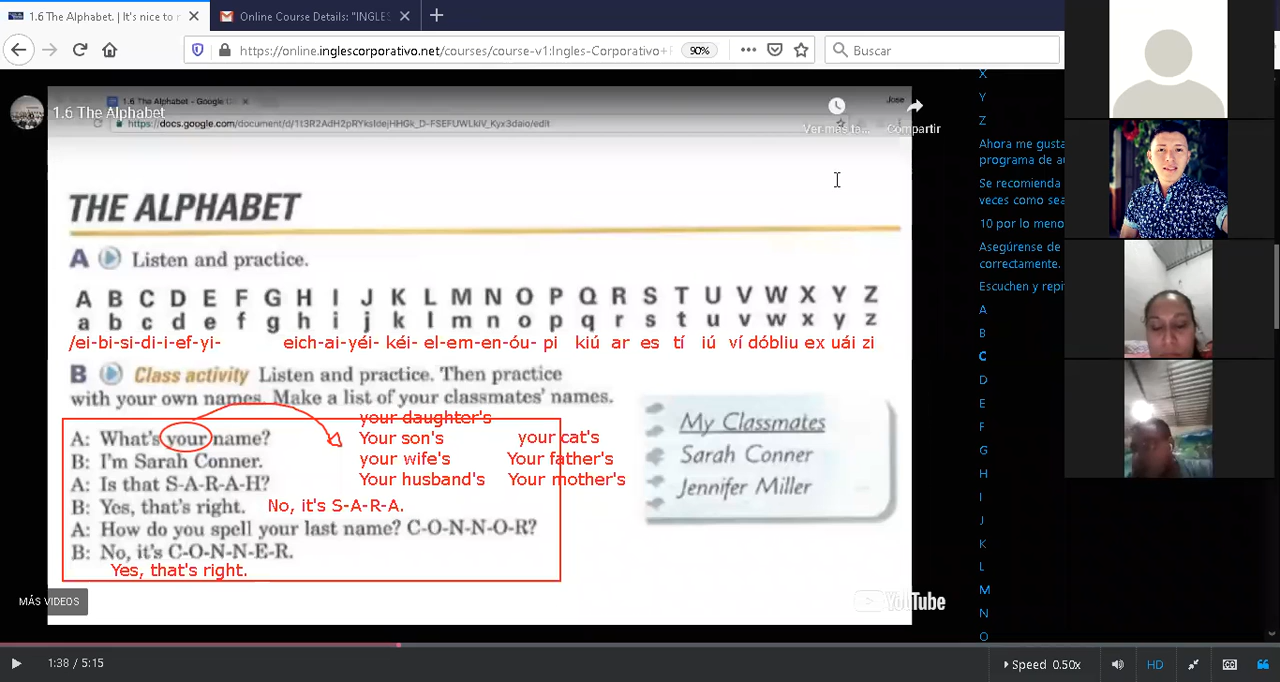 1.6 The Alphabet. | It's nice to
Online Course Details: "INGLES
https://online.inglescorporativo.net/courses/course-v1:Ingles-Corporativo+
90%
Buscar
1.6 The Alphabet - Google
1.6 The Alphabet
Jose
https://docs.google.com/document/d/1t3R2AdH2pRYksldejHHGk_D-FSEFUWLkiV_Kyx3daio/edit
Ver más ta...
Compartir
THE ALPHABET
A Listen and practice.
A B C D E F G H I J K L M N O P Q R S T U V W X Y Z
a b c d e f g h i j k l m n o p q r s t u v w x y z
/ei-bi-si-di-i-ef-yi- eich-ai-yéi- kéi- el-em-en-óu- pi kiú ar es tí iú ví dóbliu ex uái zi
B Class activity Listen and practice. Then practice
with your own names. Make a list of your classmates' names.
your daughter's
A: What's your name? Your son's your cat's
B: I'm Sarah Conner. your wife's Your father's
A: Is that S-A-R-A-H? Your husband's Your mother's
B: Yes, that's right. No, it's S-A-R-A.
A: How do you spell your last name? C-O-N-N-O-R?
B: No, it's C-O-N-N-E-R.
Yes, that's right.
My Classmates
Sarah Conner
Jennifer Miller
MÁS VIDEOS
YouTube
1:38 / 5:15
Speed 0.50x
HD
X
Y
Z
Ahora me gusta
programa de au
Se recomienda
veces como sea
10 por lo meno
Asegúrense de
correctamente.
Escuchen y repi
A
B
C
D
E
F
G
H
I
J
K
L
M
N
O